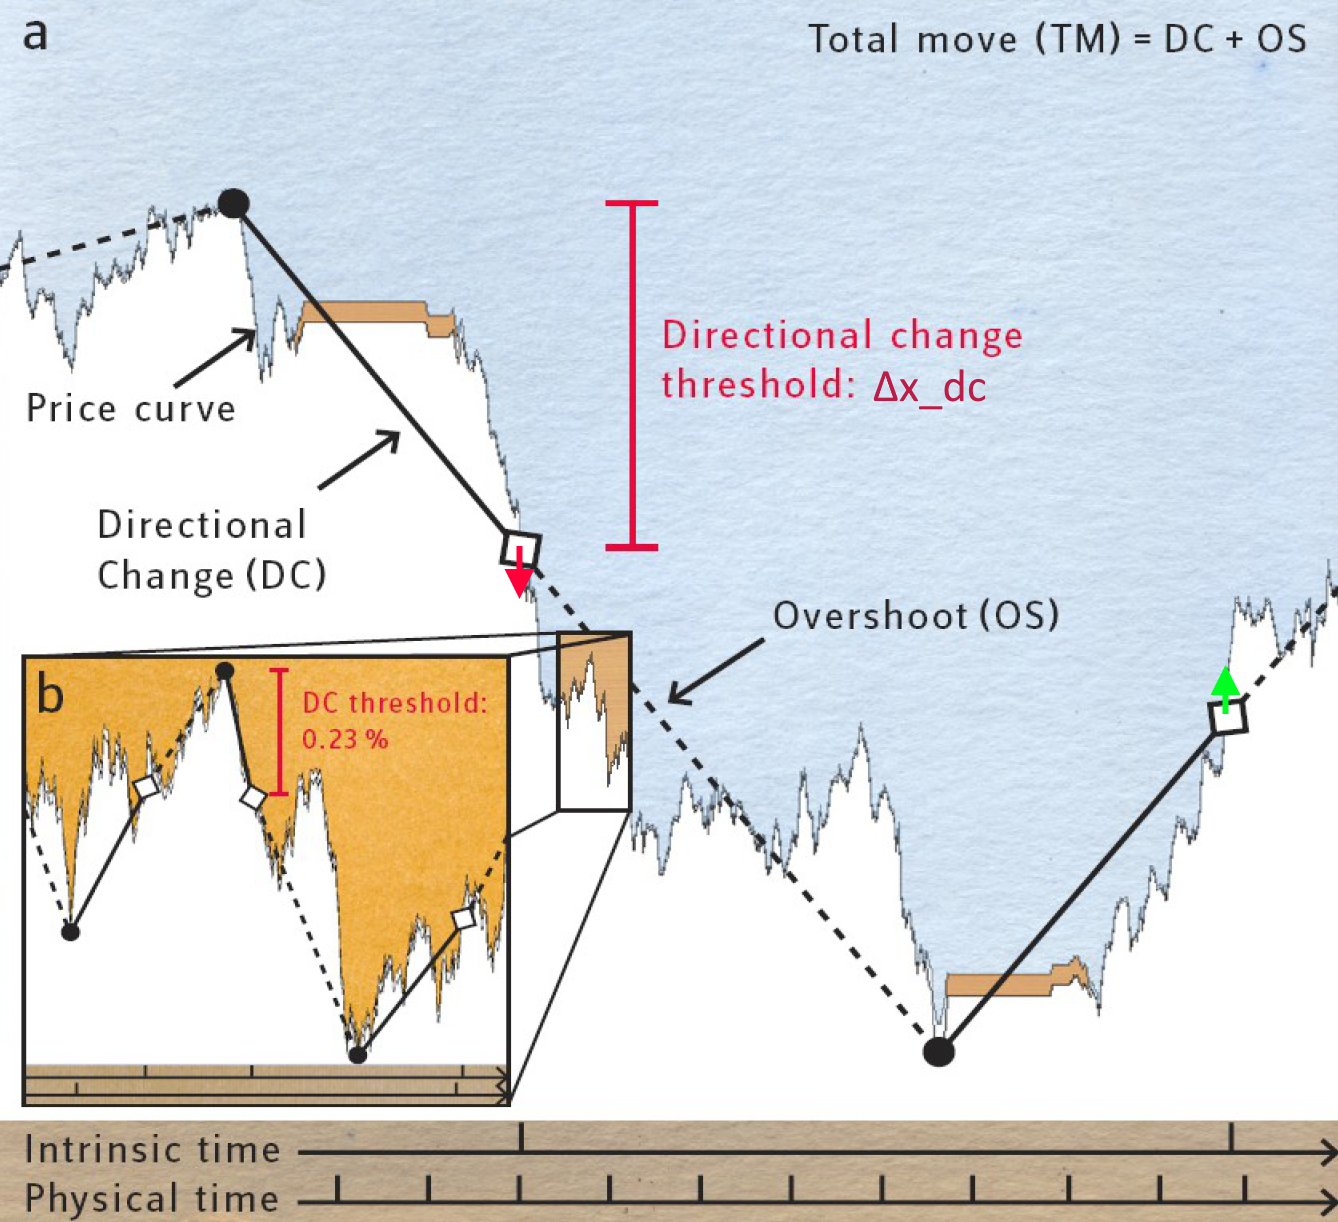 a
Total move (TM) = DC + OS
Directional change
threshold: Δx_dc
Price curve
Directional
Change (DC)
Overshoot (OS)
b
DC threshold:
0.23 %
Intrinsic time
Physical time